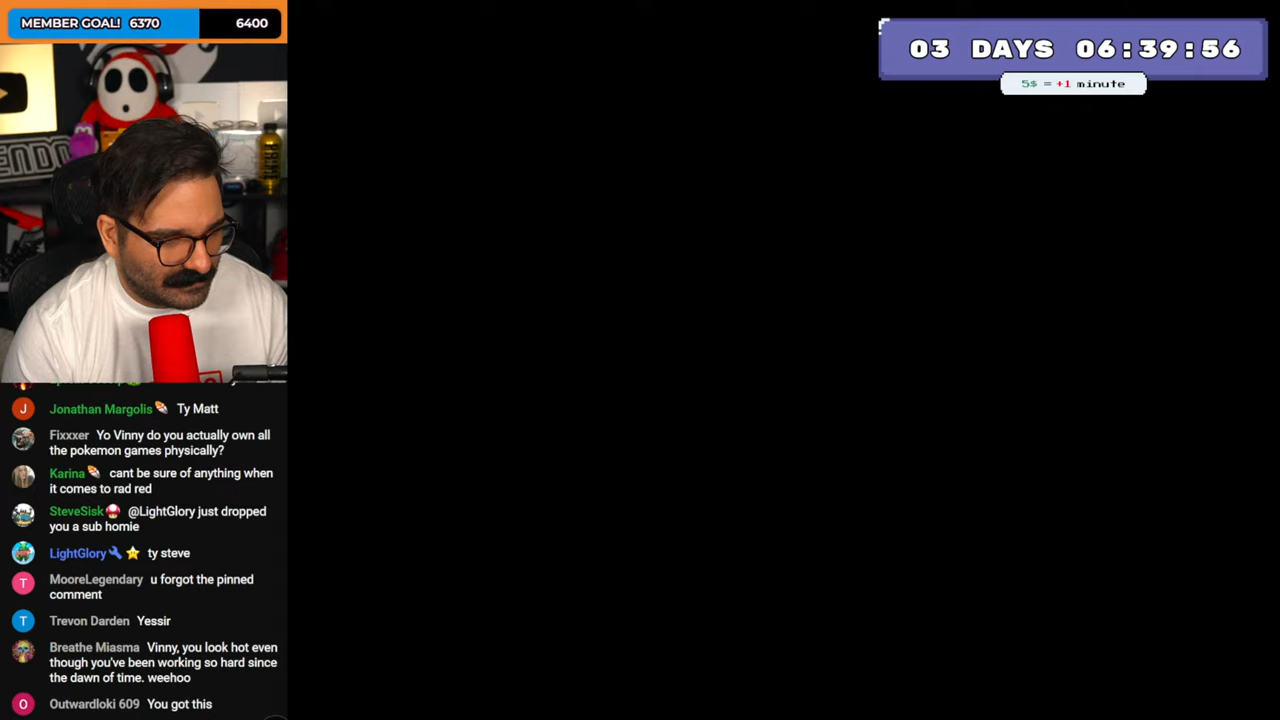 MEMBER GOAL! 6370 6400
03 DAYS 06:39:56
5$ = +1 minute
ENDO
Jonathan Margolis Ty Matt
Fixxxer Yo Vinny do you actually own all
the pokemon games physically?
Karina cant be sure of anything when
it comes to rad red
SteveSisk @LightGlory just dropped
you a sub homie
LightGlory ty steve
T MooreLegendary u forgot the pinned
comment
T Trevon Darden Yessir
Breathe Miasma Vinny, you look hot even
though you've been working so hard since
the dawn of time. weehoo
O Outwardloki 609 You got this